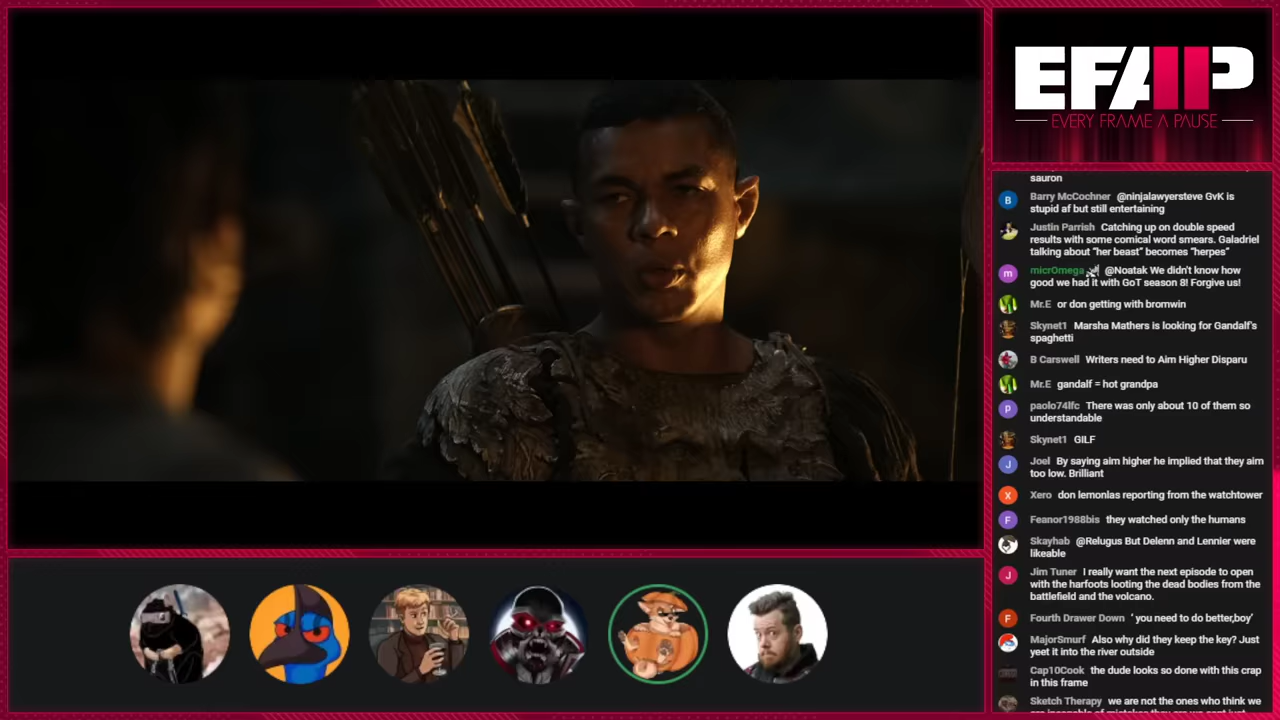 EFAP
EVERY FRAME A PAUSE
sauron
B
Barry McCochner @ninjalawyersteve GvK is
stupid af but still entertaining
Justin Parrish Catching up on double speed
results with some comical word smears. Galadriel
talking about "her beast" becomes "herpes"
m
micrOmega @Noatak We didn't know how
good we had it with GoT season 8! Forgive us!
Mr.E or don getting with bromwin
Skynet1 Marsha Mathers is looking for Gandalf's
spaghetti
B Carswell Writers need to Aim Higher Disparu
Mr.E gandalf = hot grandpa
P
paolo74lfc There was only about 10 of them so
understandable
Skynet1 GILF
J
Joel By saying aim higher he implied that they aim
too low. Brilliant
X
Xero don lemonlas reporting from the watchtower
F
Feanor1988bis they watched only the humans
Skayhab @Relugus But Delenn and Lennier were
likeable
J
Jim Tuner I really want the next episode to open
with the harfoots looting the dead bodies from the
battlefield and the volcano.
F
Fourth Drawer Down ' you need to do better,boy'
MajorSmurf Also why did they keep the key? Just
yeet it into the river outside
Cap10Cook the dude looks so done with this crap
in this frame
Sketch Therapy we are not the ones who think we